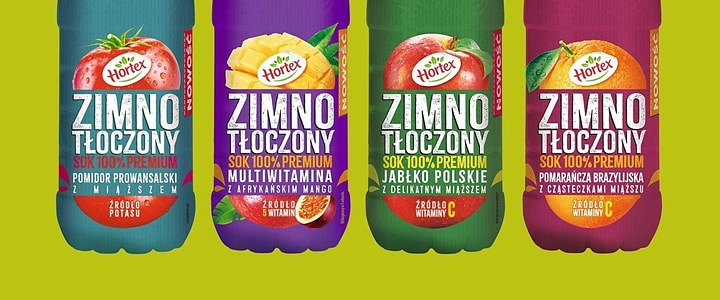 Hortex
NOWOŚĆ
ZIMNO
TŁOCZONY
SOK 100% PREMIUM
POMIDOR PROWANSALSKI
Z MIĄŻSZEM
ŹRÓDŁO
POTASU
Hortex
NOWOŚĆ
ZIMNO
TŁOCZONY
SOK 100% PREMIUM
MULTIWITAMINA
Z AFRYKAŃSKIM MANGO
ŹRÓDŁO
5 WITAMIN
Hortex
NOWOŚĆ
ZIMNO
TŁOCZONY
SOK 100% PREMIUM
JABŁKO POLSKIE
Z DELIKATNYM MIĄŻSZEM
ŹRÓDŁO
WITAMINY C
Hortex
NOWOŚĆ
ZIMNO
TŁOCZONY
SOK 100% PREMIUM
POMARAŃCZA BRAZYLIJSKA
Z CZĄSTECZKAMI MIĄŻSZU
ŹRÓDŁO
WITAMINY C